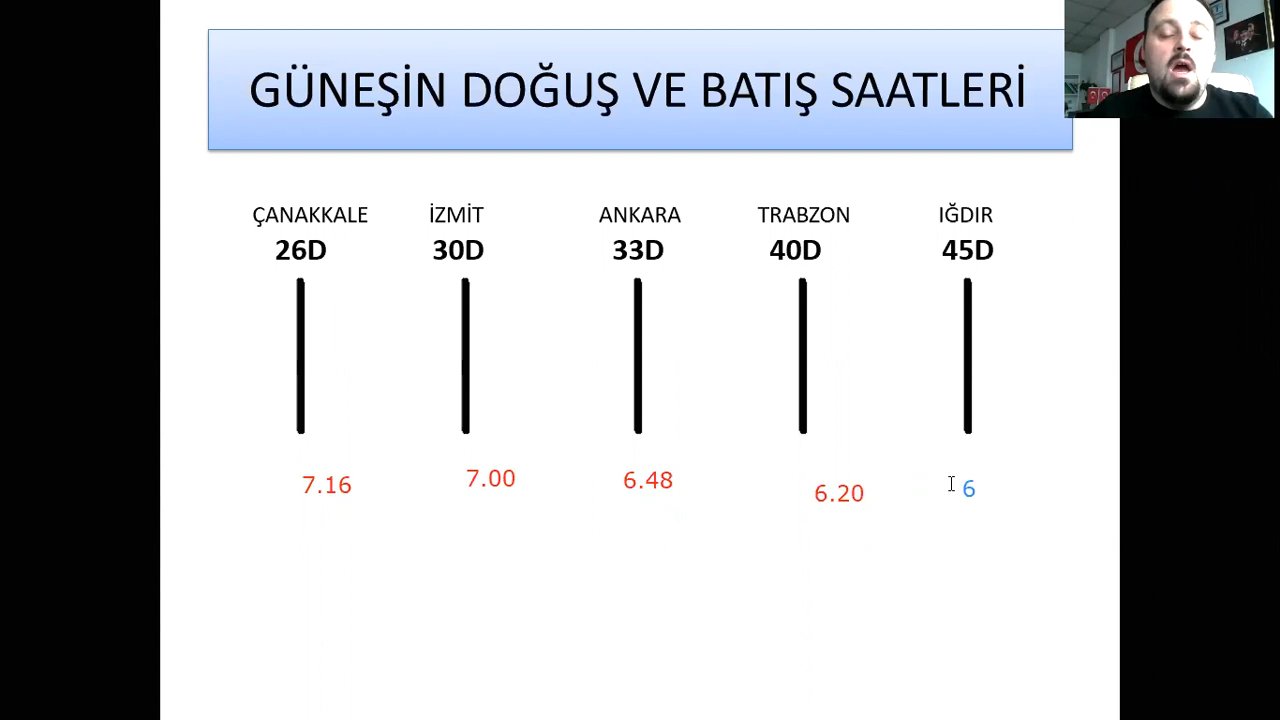 GÜNEŞİN DOĞUŞ VE BATIŞ SAATLERİ
ÇANAKKALE İZMİT ANKARA TRABZON IĞDIR
26D 30D 33D 40D 45D
7.16 7.00 6.48 6.20 6